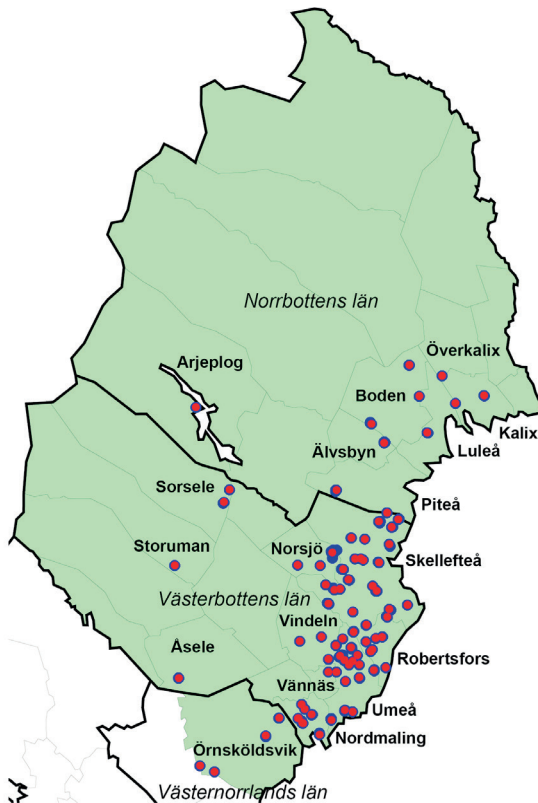 Norrbottens län
Överkalix
Arjeplog
Boden
Kalix
Luleå
Älvsbyn
Sorsele
Piteå
Storuman
Norsjö
Skellefteå
Västerbottens län
Vindeln
Åsele
Robertsfors
Vännäs
Umeå
Nordmaling
Örnsköldsvik
Västernorrlands län